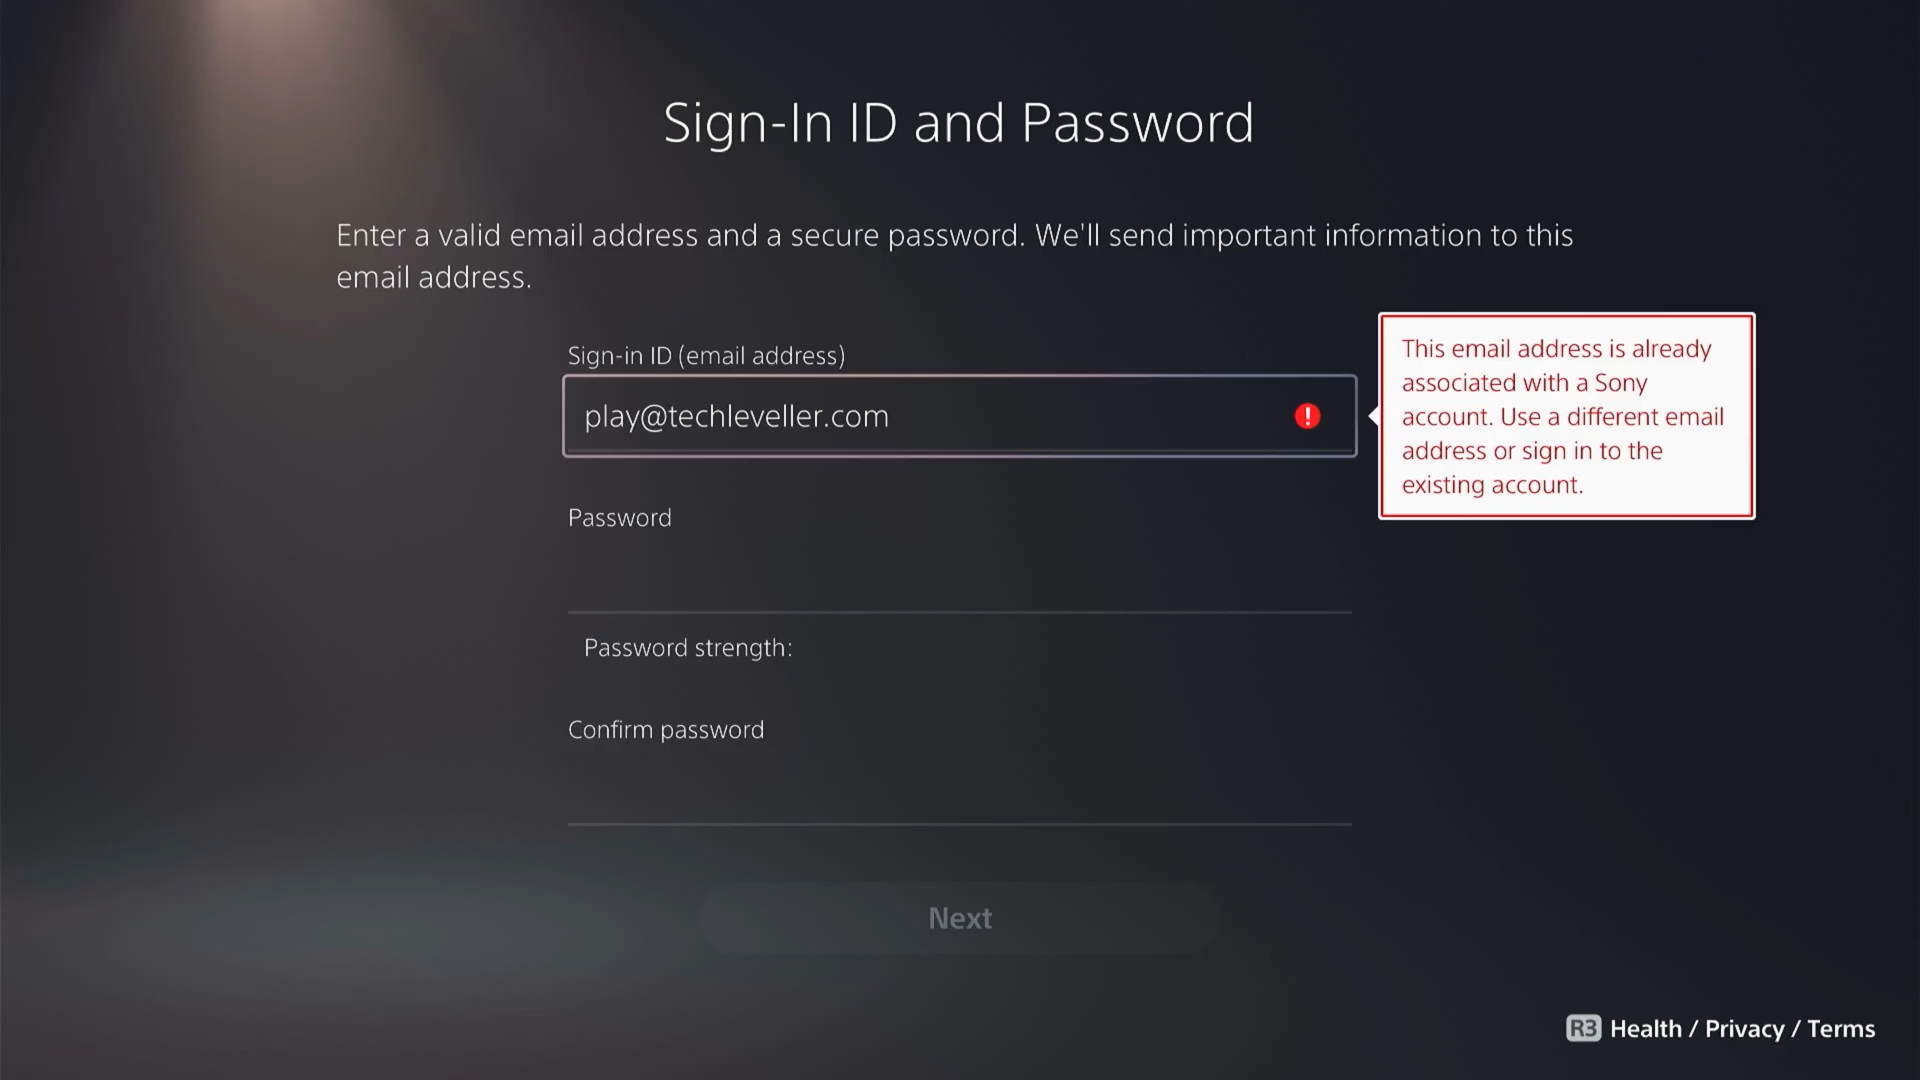 Sign-In ID and Password
Enter a valid email address and a secure password. We'll send important information to this
email address.
Sign-in ID (email address)
play@techleveller.com
This email address is already
associated with a Sony
account. Use a different email
address or sign in to the
existing account.
Password
Password strength:
Confirm password
Next
R3 Health / Privacy / Terms